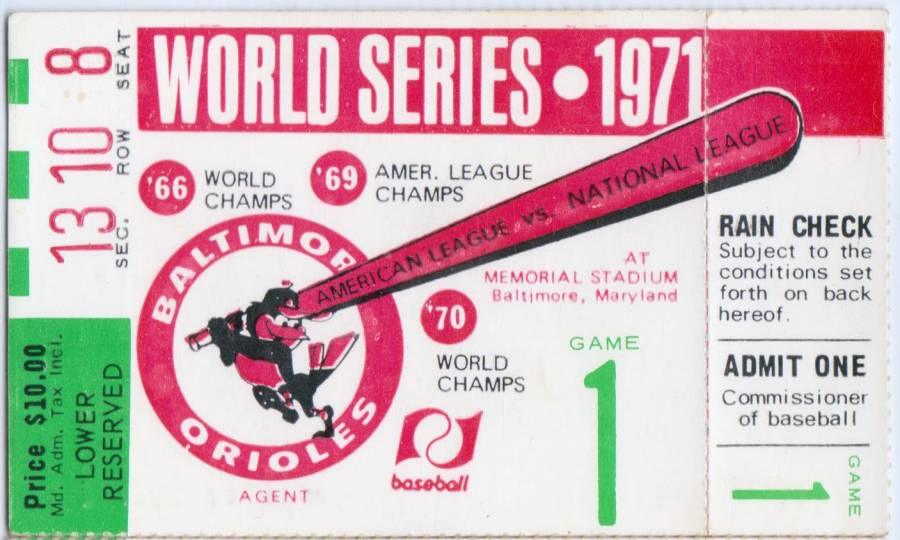 8 SEAT
10 ROW
13 SEC.
Price $10.00
Md. Adm. Tax Incl.
LOWER
RESERVED
WORLD SERIES • 1971
'66 WORLD
CHAMPS
'69 AMER. LEAGUE
CHAMPS
AMERICAN LEAGUE vs. NATIONAL LEAGUE
BALTIMOR
ORIOLES
AGENT
'70
WORLD
CHAMPS
baseball
AT
MEMORIAL STADIUM
Baltimore, Maryland
GAME
1
RAIN CHECK
Subject to the
conditions set
forth on back
hereof.
ADMIT ONE
Commissioner
of baseball
GAME
1